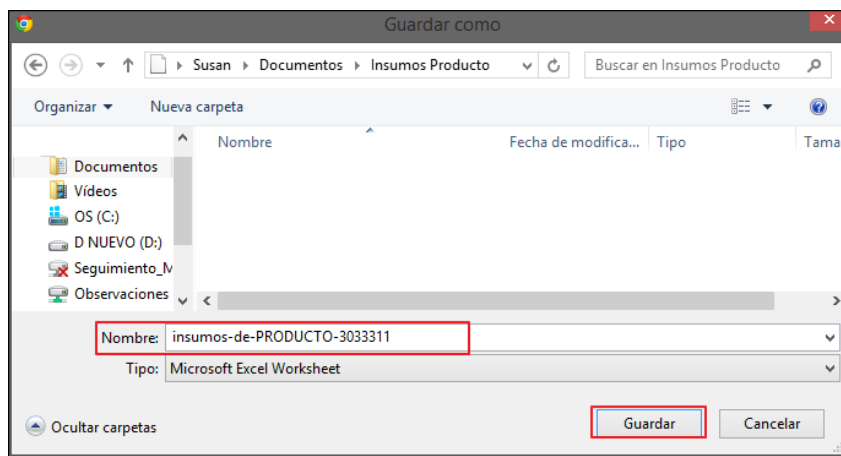 Guardar como
Susan Documentos Insumos Producto Buscar en Insumos Producto
Organizar Nueva carpeta
Nombre Fecha de modifica... Tipo Tama
Documentos
Vídeos
OS (C:)
D NUEVO (D:)
Seguimiento_M
Observaciones
Nombre: insumos-de-PRODUCTO-3033311
Tipo: Microsoft Excel Worksheet
Ocultar carpetas Guardar Cancelar